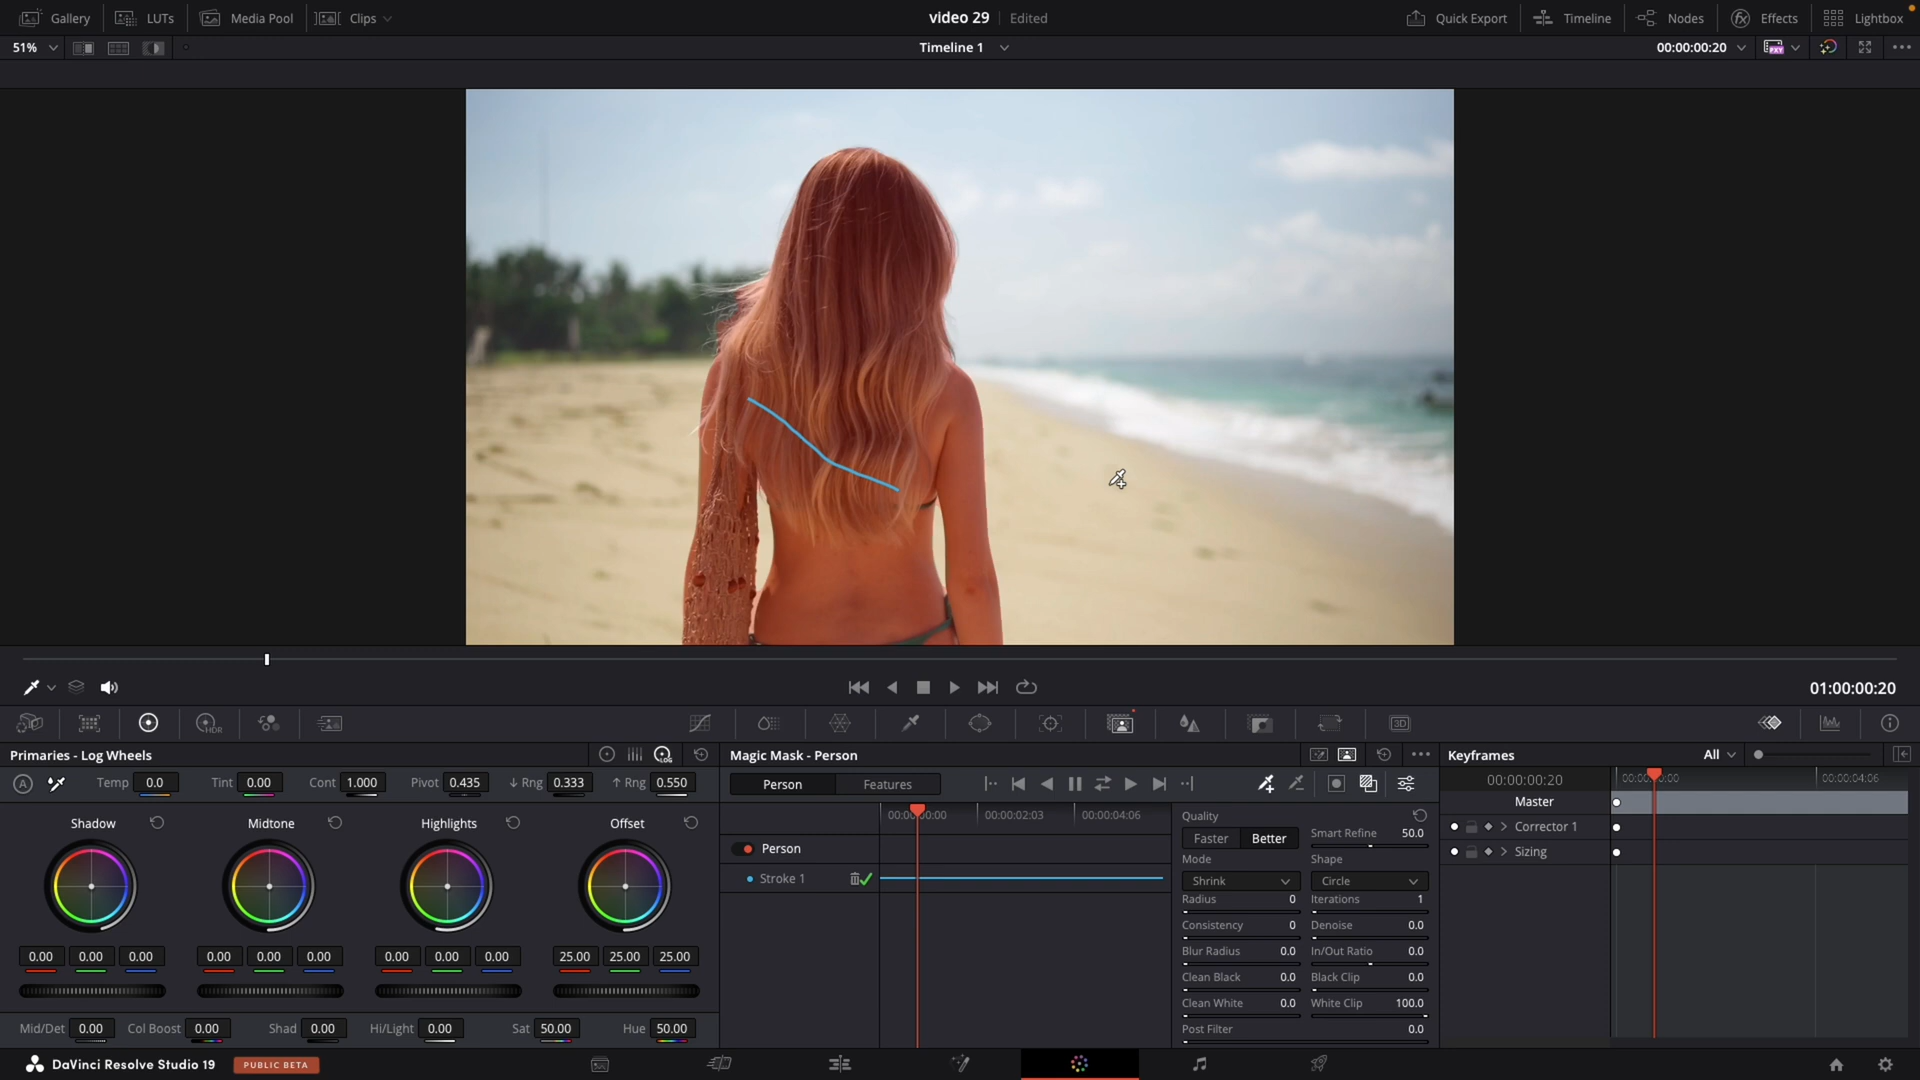 Gallery LUTs Media Pool Clips video 29 Edited Quick Export Timeline Nodes Effects Lightbox
51% Timeline 1 00:00:00:20
01:00:00:20
Primaries - Log Wheels
Temp 0.0 Tint 0.00 Cont 1.000 Pivot 0.435 ↓ Rng 0.333 ↑ Rng 0.550
Shadow Midtone Highlights Offset
0.00 0.00 0.00 0.00 0.00 0.00 0.00 0.00 0.00 25.00 25.00 25.00
Mid/Det 0.00 Col Boost 0.00 Shad 0.00 Hi/Light 0.00 Sat 50.00 Hue 50.00
Magic Mask - Person
Person Features
00:00:02:03 00:00:04:06
Person
Stroke 1
Quality
Faster Better Smart Refine 50.0
Mode Shape
Shrink Circle
Radius 0 Iterations 1
Consistency 0 Denoise 0.0
Blur Radius 0.0 In/Out Ratio 0.0
Clean Black 0.0 Black Clip 0.0
Clean White 0.0 White Clip 100.0
Post Filter 0.0
Keyframes All
00:00:00:20 00:00:04:06
Master
Corrector 1
Sizing
DaVinci Resolve Studio 19 PUBLIC BETA
HDR
LOG
3D
A
fx